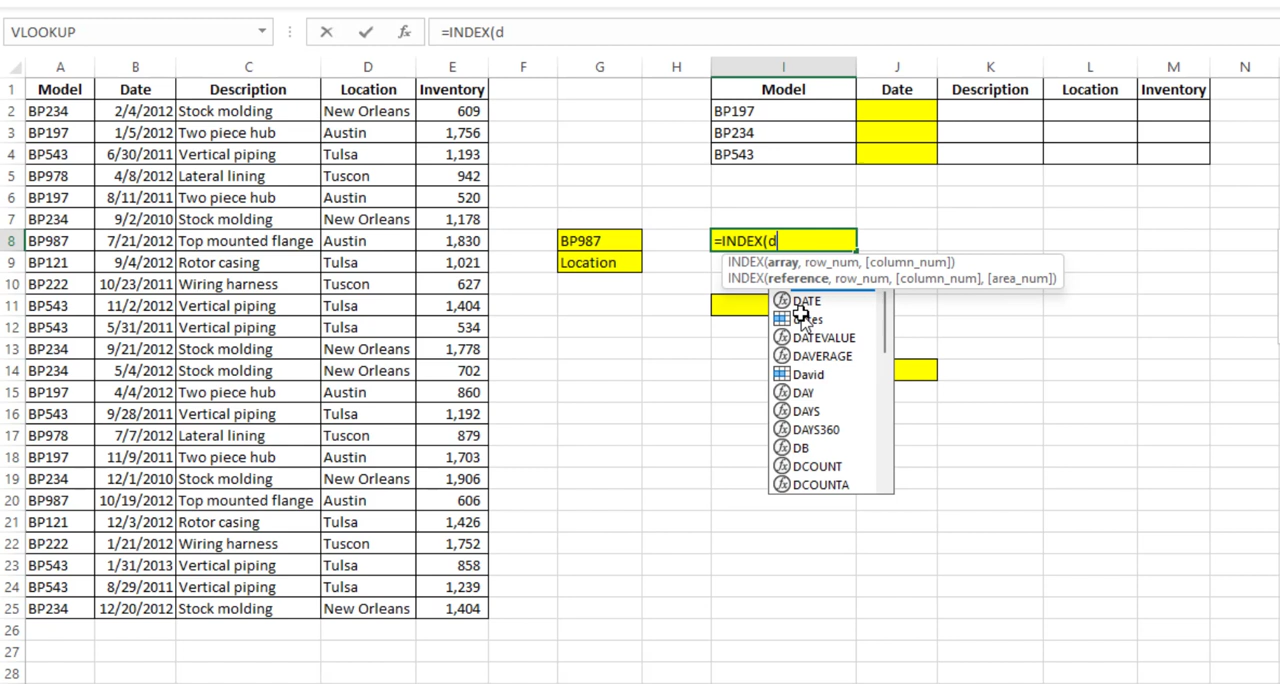 VLOOKUP fx =INDEX(d
A B C D E F G H I J K L M N
1 Model Date Description Location Inventory Model Date Description Location Inventory
2 BP234 2/4/2012 Stock molding New Orleans 609 BP197
3 BP197 1/5/2012 Two piece hub Austin 1,756 BP234
4 BP543 6/30/2011 Vertical piping Tulsa 1,193 BP543
5 BP978 4/8/2012 Lateral lining Tuscon 942
6 BP197 8/11/2011 Two piece hub Austin 520
7 BP234 9/2/2010 Stock molding New Orleans 1,178
8 BP987 7/21/2012 Top mounted flange Austin 1,830 BP987 =INDEX(d
9 BP121 9/4/2012 Rotor casing Tulsa 1,021 Location INDEX(array, row_num, [column_num])
INDEX(reference, row_num, [column_num], [area_num])
10 BP222 10/23/2011 Wiring harness Tuscon 627
fx DATE
11 BP543 11/2/2012 Vertical piping Tulsa 1,404
12 BP543 5/31/2011 Vertical piping Tulsa 534
fx DATEVALUE
13 BP234 9/21/2012 Stock molding New Orleans 1,778
fx DAVERAGE
14 BP234 5/4/2012 Stock molding New Orleans 702
David
15 BP197 4/4/2012 Two piece hub Austin 860 fx DAY
16 BP543 9/28/2011 Vertical piping Tulsa 1,192 fx DAYS
17 BP978 7/7/2012 Lateral lining Tuscon 879 fx DAYS360
18 BP197 11/9/2011 Two piece hub Austin 1,703 fx DB
19 BP234 12/1/2010 Stock molding New Orleans 1,906 fx DCOUNT
20 BP987 10/19/2012 Top mounted flange Austin 606 fx DCOUNTA
21 BP121 12/3/2012 Rotor casing Tulsa 1,426
22 BP222 1/21/2012 Wiring harness Tuscon 1,752
23 BP543 1/31/2013 Vertical piping Tulsa 858
24 BP543 8/29/2011 Vertical piping Tulsa 1,239
25 BP234 12/20/2012 Stock molding New Orleans 1,404
26
27
28